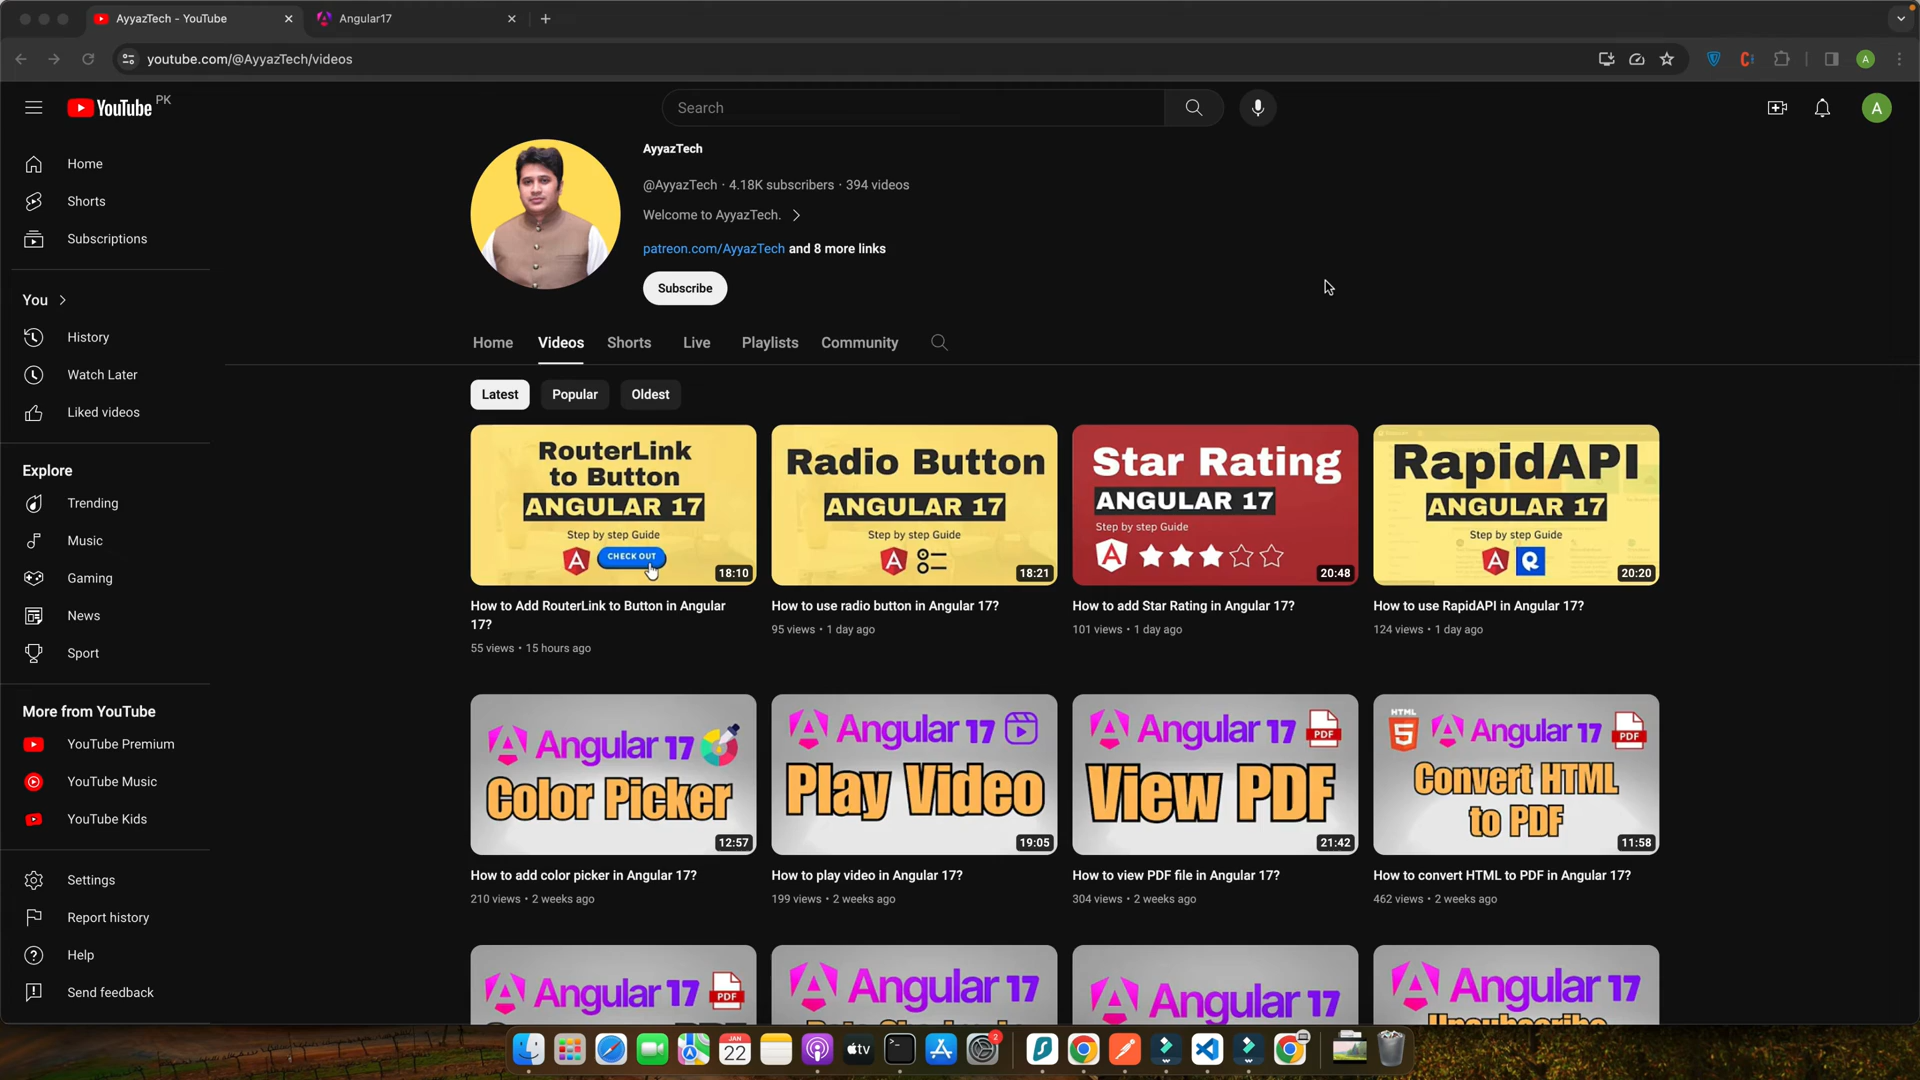 AyyazTech - YouTube
Angular17
youtube.com/@AyyazTech/videos
A
YouTube PK
Search
A
Home
Shorts
Subscriptions
You
History
Watch Later
Liked videos
Explore
Trending
Music
Gaming
News
Sport
More from YouTube
YouTube Premium
YouTube Music
YouTube Kids
Settings
Report history
Help
Send feedback
AyyazTech
@AyyazTech · 4.18K subscribers · 394 videos
Welcome to AyyazTech.
patreon.com/AyyazTech and 8 more links
Subscribe
Home Videos Shorts Live Playlists Community
Latest Popular Oldest
RouterLink
to Button
ANGULAR 17
Step by step Guide
A CHECK OUT
18:10
How to Add RouterLink to Button in Angular
17?
55 views • 15 hours ago
Radio Button
ANGULAR 17
Step by step Guide
A
18:21
How to use radio button in Angular 17?
95 views • 1 day ago
Star Rating
ANGULAR 17
Step by step Guide
A
20:48
How to add Star Rating in Angular 17?
101 views • 1 day ago
RapidAPI
ANGULAR 17
Step by step Guide
A R
20:20
How to use RapidAPI in Angular 17?
124 views • 1 day ago
Angular 17
Color Picker
12:57
How to add color picker in Angular 17?
210 views • 2 weeks ago
Angular 17
Play Video
19:05
How to play video in Angular 17?
199 views • 2 weeks ago
Angular 17 PDF
View PDF
21:42
How to view PDF file in Angular 17?
304 views • 2 weeks ago
HTML
5 Angular 17 PDF
Convert HTML
to PDF
11:58
How to convert HTML to PDF in Angular 17?
462 views • 2 weeks ago
Angular 17 PDF
Angular 17
Angular 17
Angular 17
Unsubscribe
JAN
22
tv
2